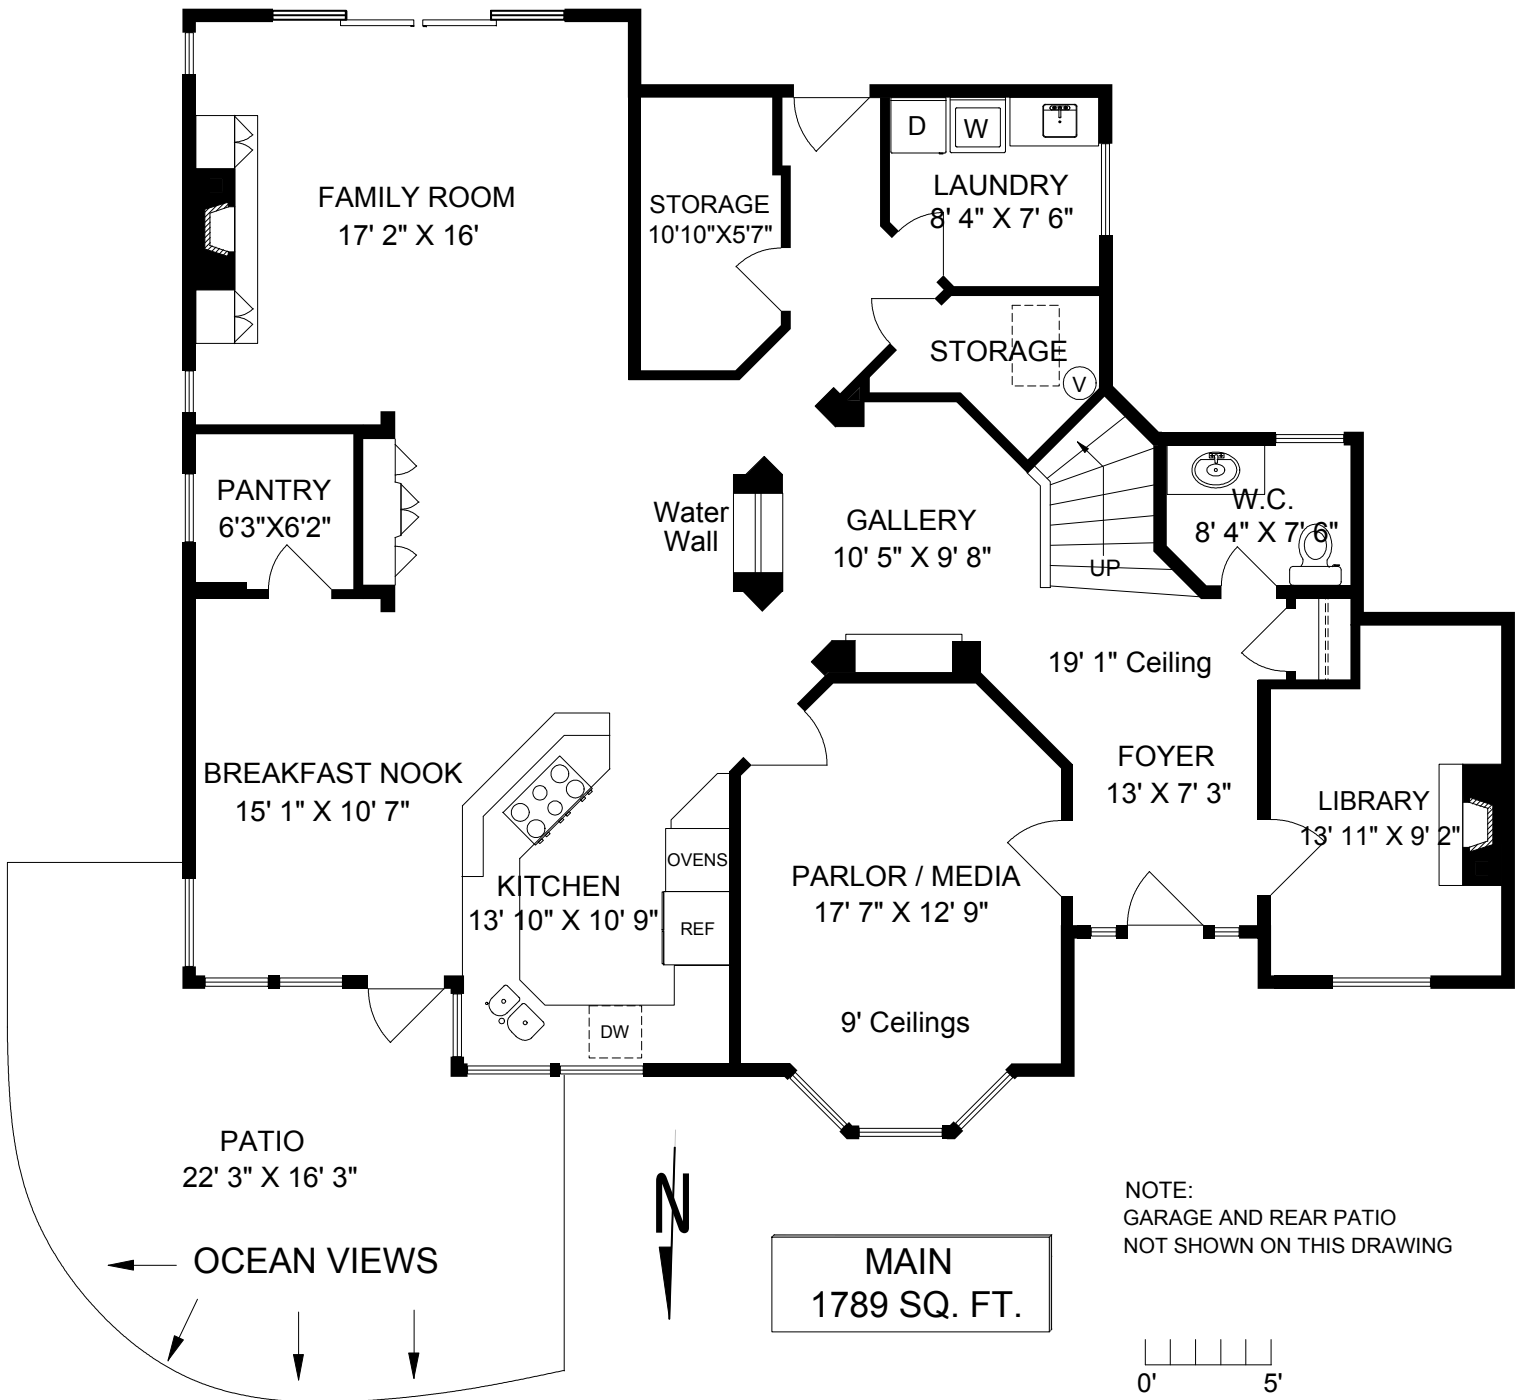 D
W
FAMILY ROOM
17' 2" X 16'
STORAGE
10'10"X5'7"
LAUNDRY
8' 4" X 7' 6"
STORAGE
V
PANTRY
6'3"X6'2"
Water
Wall
GALLERY
10' 5" X 9' 8"
UP
W.C.
8' 4" X 7' 6"
19' 1" Ceiling
BREAKFAST NOOK
15' 1" X 10' 7"
FOYER
13' X 7' 3"
LIBRARY
13' 11" X 9' 2"
OVENS
KITCHEN
13' 10" X 10' 9"
REF
PARLOR / MEDIA
17' 7" X 12' 9"
9' Ceilings
DW
PATIO
22' 3" X 16' 3"
N
OCEAN VIEWS
MAIN
1789 SQ. FT.
NOTE:
GARAGE AND REAR PATIO
NOT SHOWN ON THIS DRAWING
0' 5'